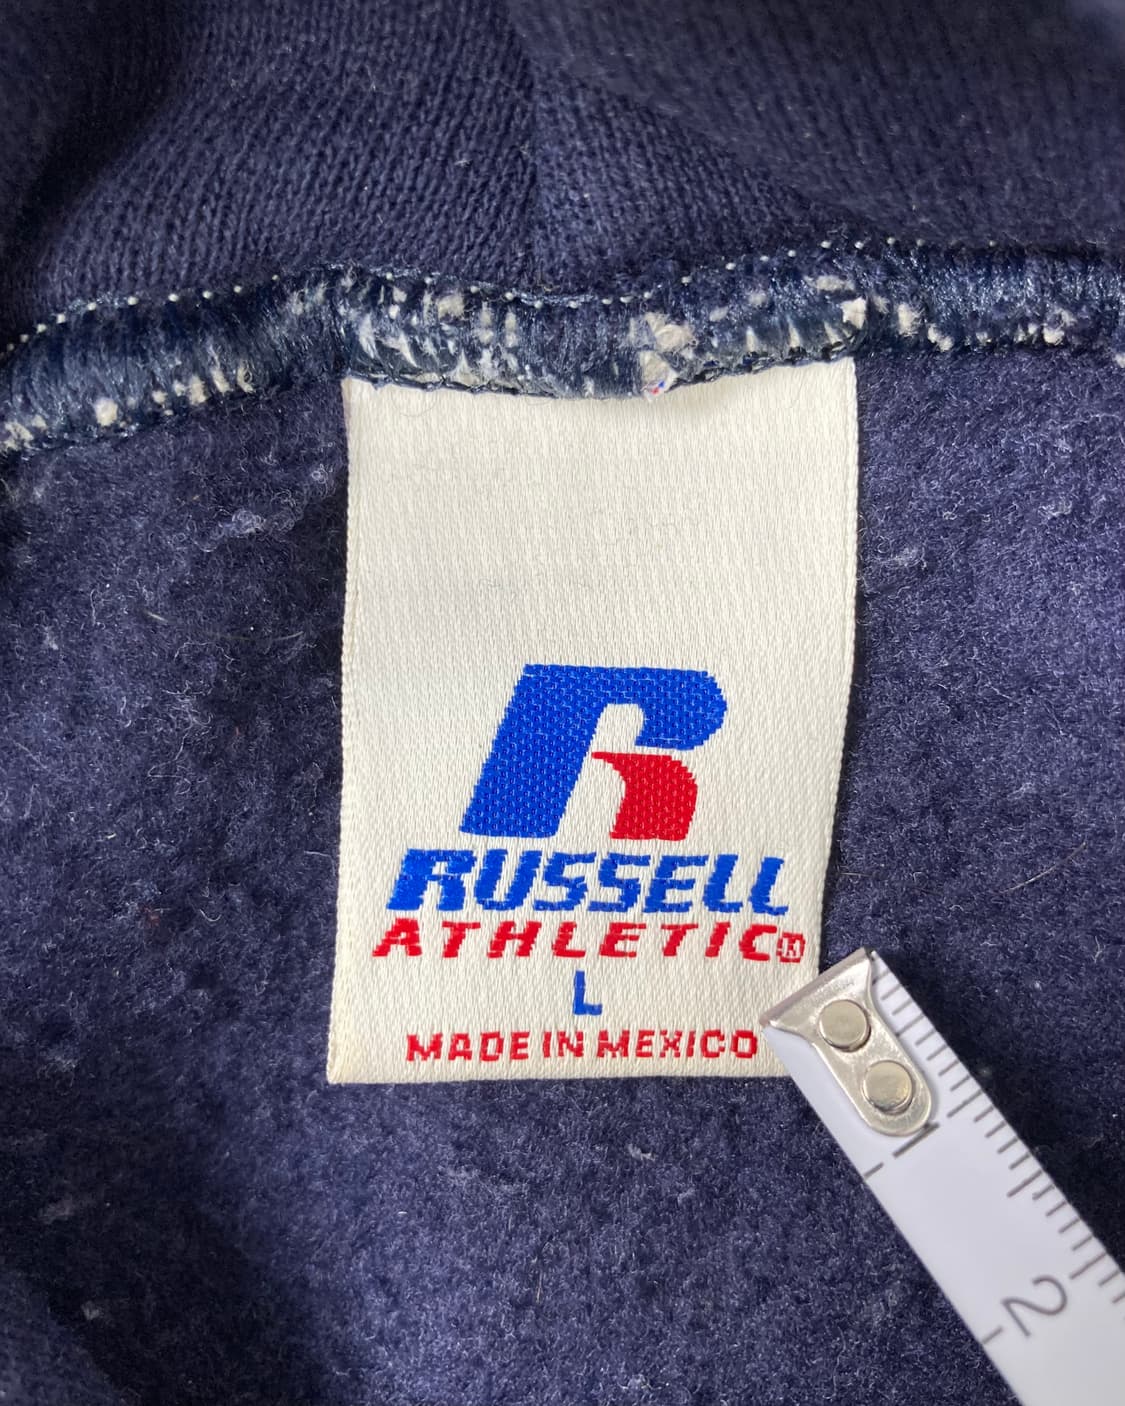 RUSSELL
ATHLETIC®
L
MADE IN MEXICO
1
2